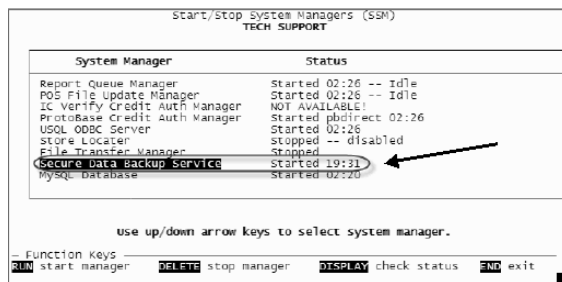 Start/Stop System Managers (SSM)
TECH SUPPORT
System Manager Status
Report Queue Manager Started 02:26 -- Idle
POS File Update Manager Started 02:26 -- Idle
IC Verify Credit Auth Manager NOT AVAILABLE!
ProtoBase Credit Auth Manager Started pbdirect 02:26
USQL ODBC Server Started 02:26
Store Locater Stopped -- disabled
File Transfer Manager Stopped
Secure Data Backup Service Started 19:31
MySQL Database Started 02:20
Use up/down arrow keys to select system manager.
Function Keys
RUN start manager DELETE stop manager DISPLAY check status END exit